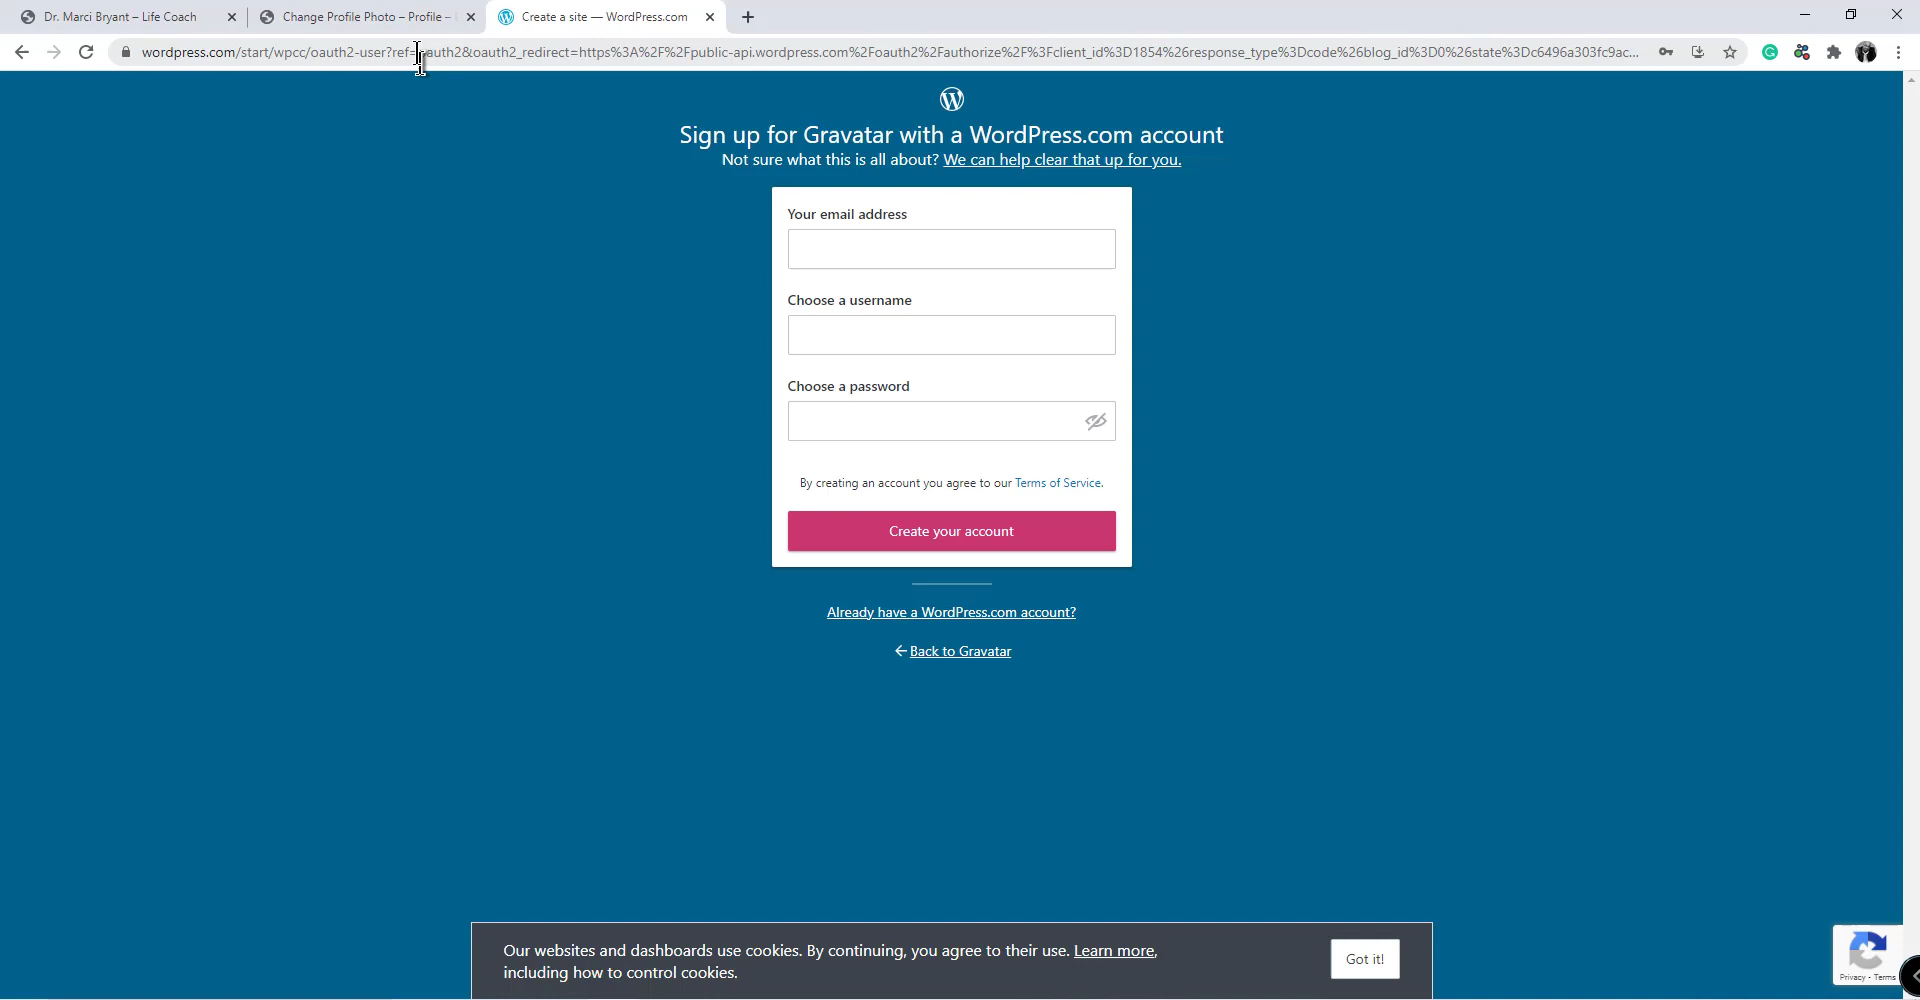 Dr. Marci Bryant – Life Coach
Change Profile Photo – Profile –
Create a site — WordPress.com
wordpress.com/start/wpcc/oauth2-user?ref=oauth2&oauth2_redirect=https%3A%2F%2Fpublic-api.wordpress.com%2Foauth2%2Fauthorize%2F%3Fclient_id%3D1854%26response_type%3Dcode%26blog_id%3D0%26state%3Dc6496a303fc9ac...
Sign up for Gravatar with a WordPress.com account
Not sure what this is all about? We can help clear that up for you.
Your email address
Choose a username
Choose a password
By creating an account you agree to our Terms of Service.
Create your account
Already have a WordPress.com account?
Back to Gravatar
Our websites and dashboards use cookies. By continuing, you agree to their use. Learn more,
including how to control cookies.
Got it!
Privacy - Terms